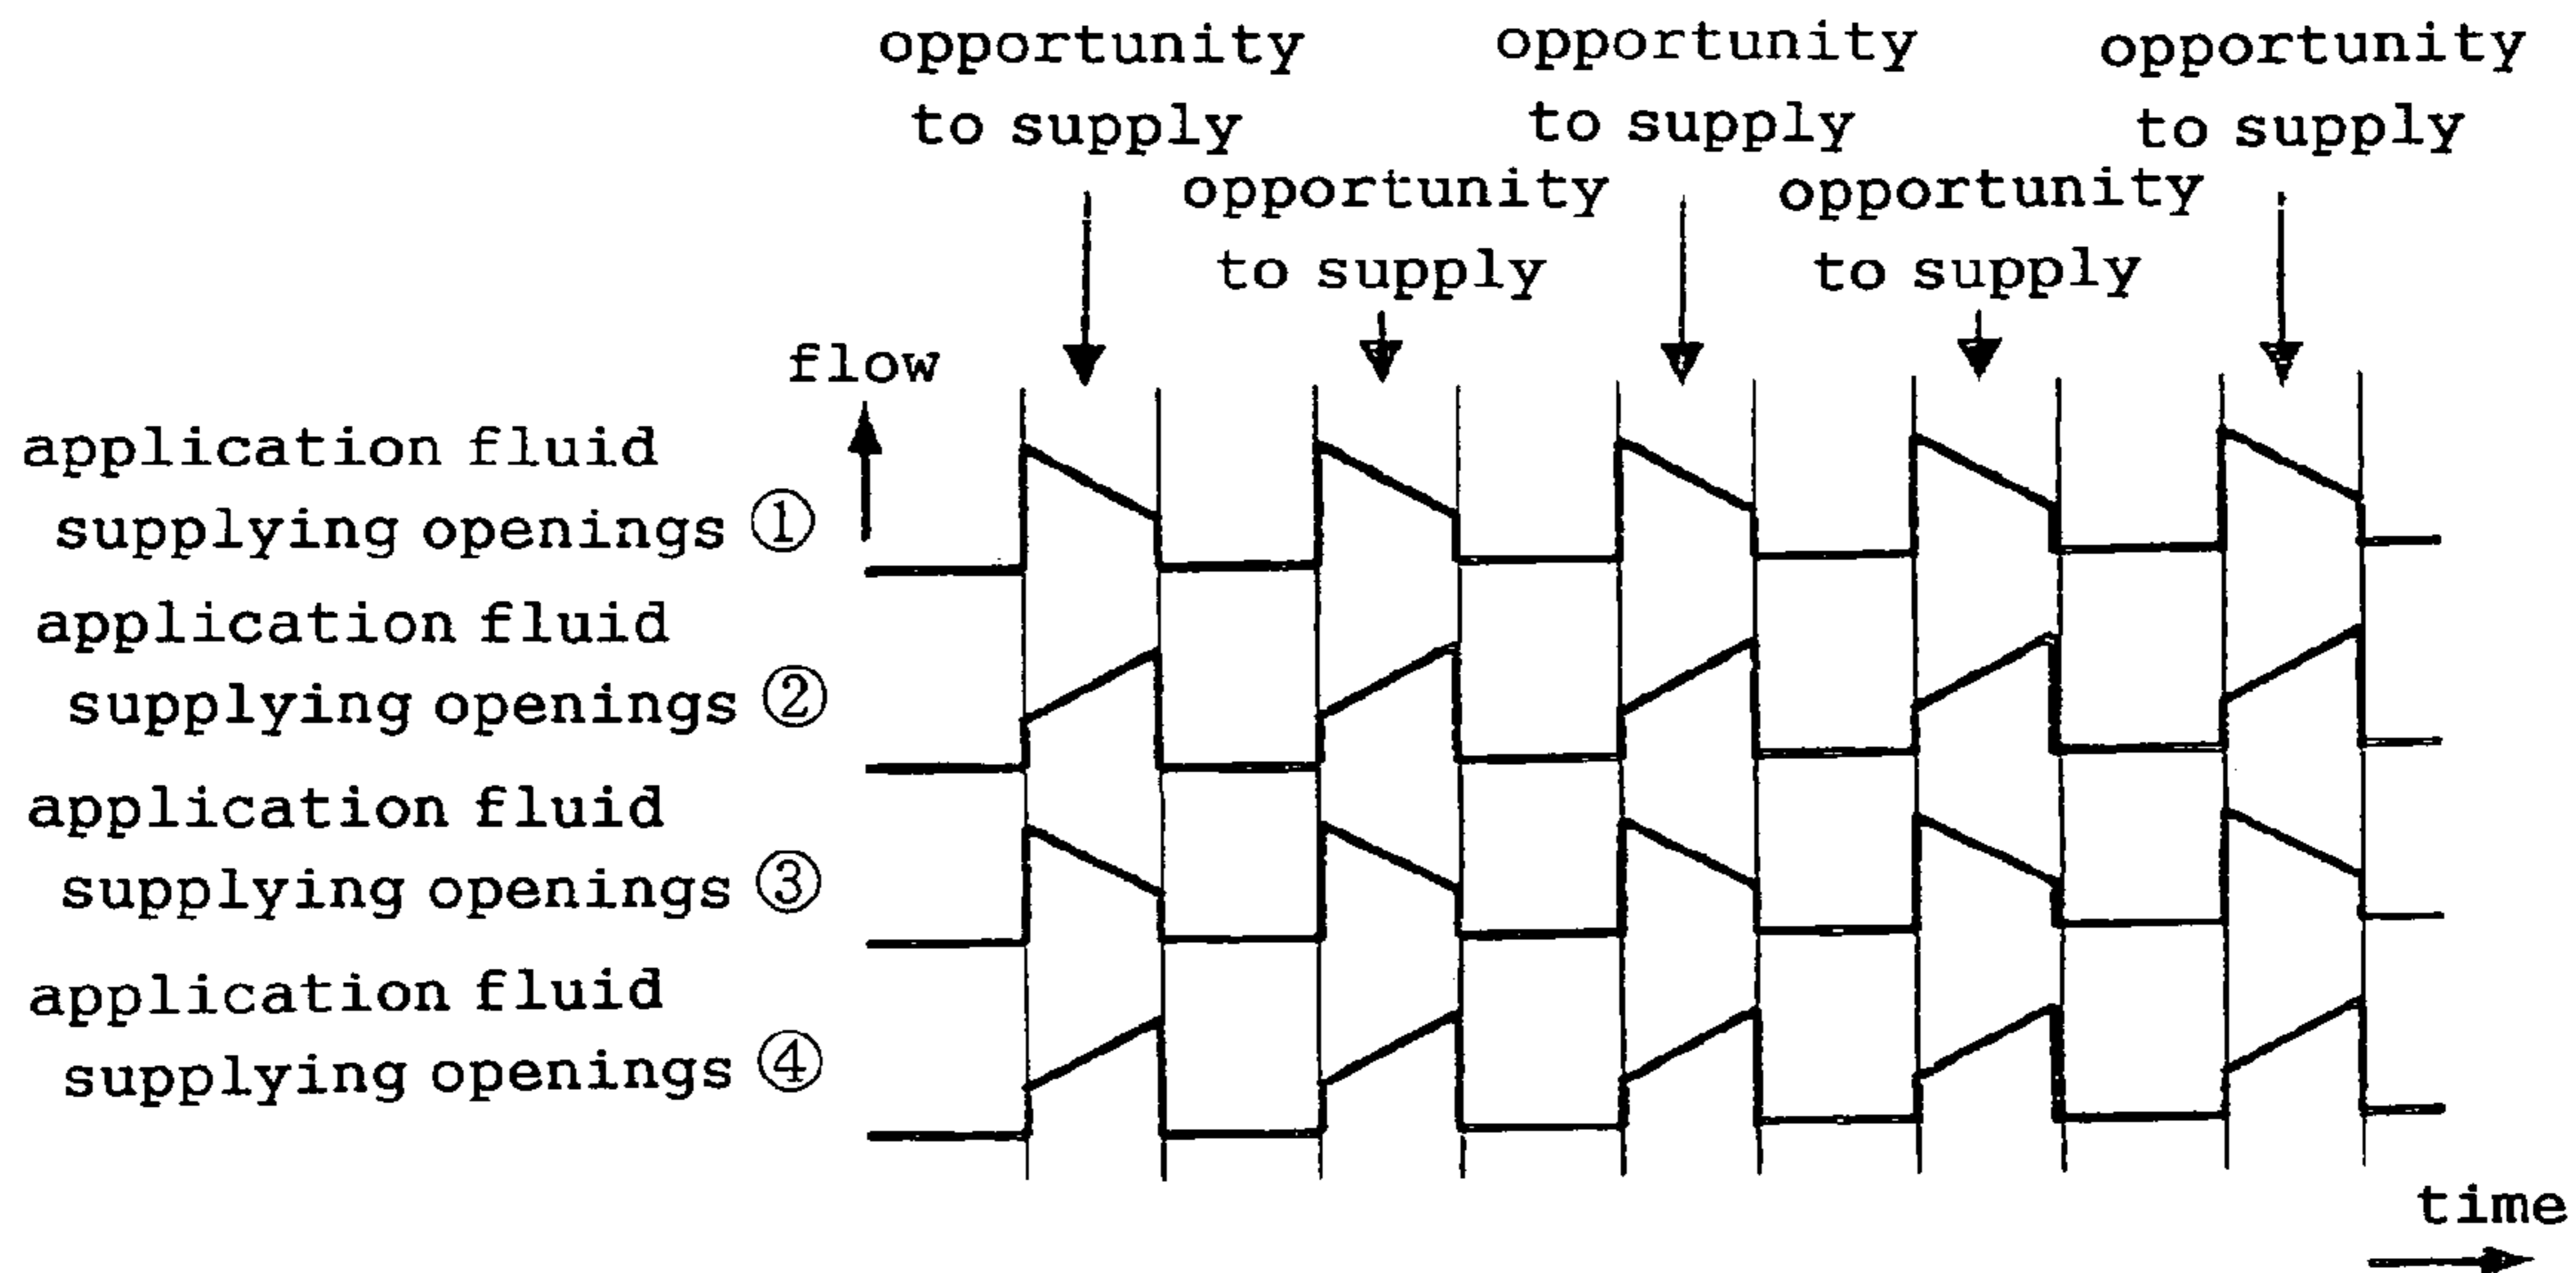 opportunity
to supply
opportunity
to supply
opportunity
to supply
opportunity
to supply
opportunity
to supply
flow
application fluid
supplying openings ①
application fluid
supplying openings ②
application fluid
supplying openings ③
application fluid
supplying openings ④
time